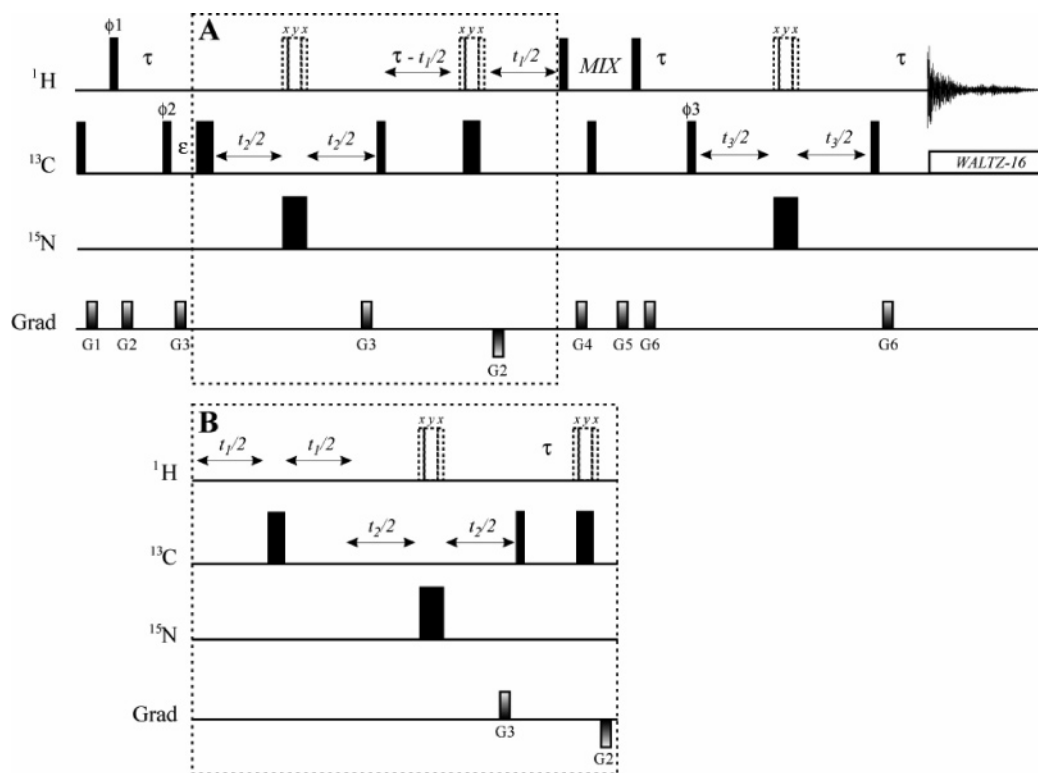 A
ϕ1
τ
x y x
τ - t₁/2
x y x
t₁/2
MIX
τ
x y x
τ
¹H
ϕ2
ε
t₂/2
t₂/2
ϕ3
t₃/2
t₃/2
¹³C
WALTZ-16
¹⁵N
Grad
G1 G2 G3 G3 G2 G4 G5 G6 G6
B
x y x
x y x
t₁/2
t₁/2
τ
¹H
t₂/2
t₂/2
¹³C
¹⁵N
Grad
G3
G2